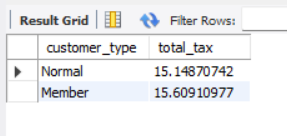 Result Grid Filter Rows:
customer_type total_tax
Normal 15.14870742
Member 15.60910977